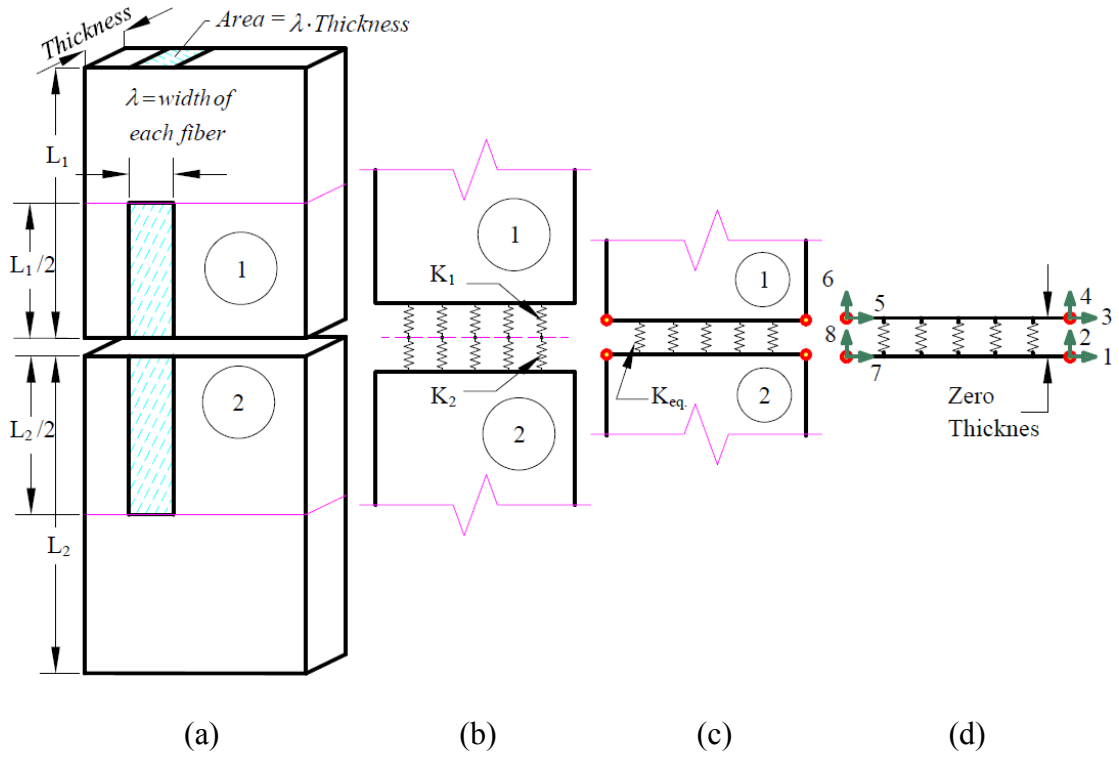 Thickness
Area = λ·Thickness
λ=width of
each fiber
L₁
L₁/2
1
2
L₂/2
L₂
(a)
1
K₁
K₂
2
(b)
1
Keq.
2
(c)
6
5
8
7
4
3
2
1
Zero
Thicknes
(d)